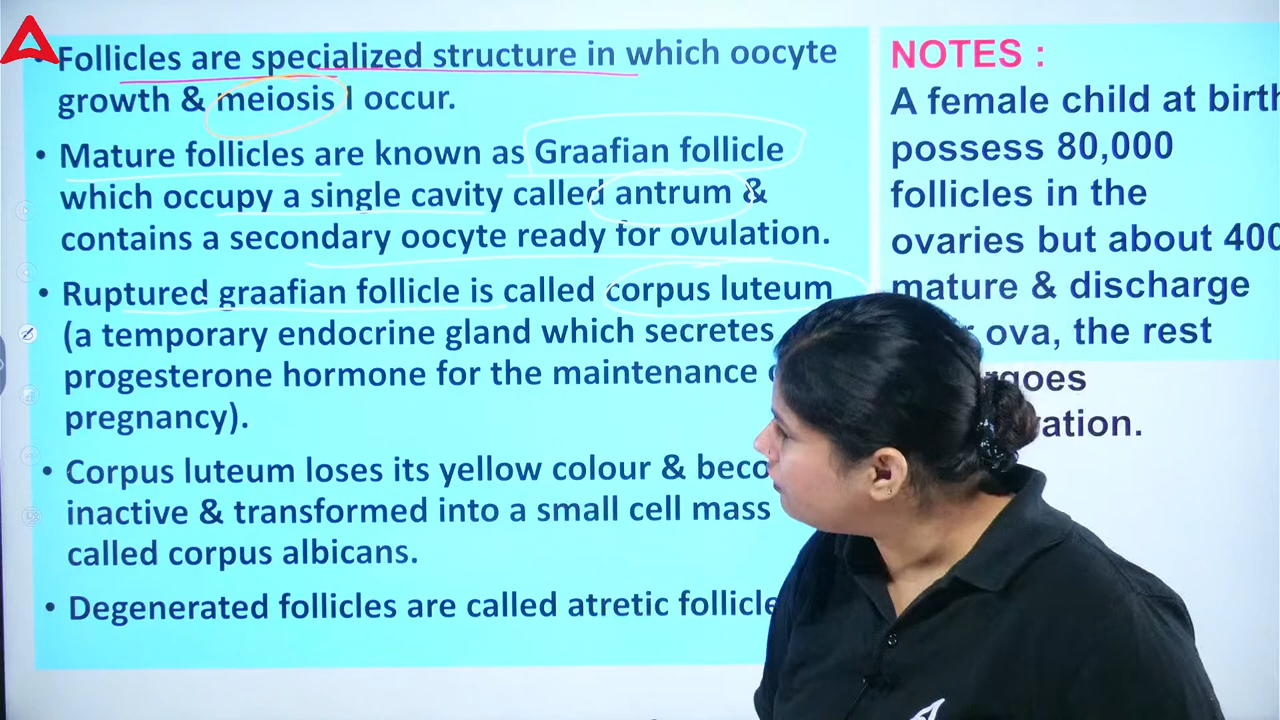 • Follicles are specialized structure in which oocyte
growth & meiosis I occur.
• Mature follicles are known as Graafian follicle
which occupy a single cavity called antrum &
contains a secondary oocyte ready for ovulation.
• Ruptured graafian follicle is called corpus luteum
(a temporary endocrine gland which secretes
progesterone hormone for the maintenance
pregnancy).
• Corpus luteum loses its yellow colour & beco
inactive & transformed into a small cell mass
called corpus albicans.
• Degenerated follicles are called atretic follicle
NOTES :
A female child at birth
possess 80,000
follicles in the
ovaries but about 400
mature & discharge
ova, the rest
goes
ation.